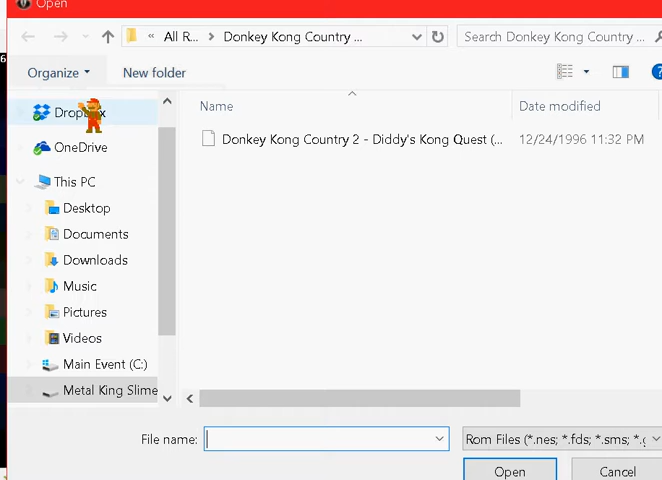 Open
« All R... > Donkey Kong Country ...
Search Donkey Kong Country ...
Organize
New folder
Name
Date modified
Dropbox
Donkey Kong Country 2 - Diddy's Kong Quest (...
12/24/1996 11:32 PM
OneDrive
This PC
Desktop
Documents
Downloads
Music
Pictures
Videos
Main Event (C:)
Metal King Slime
File name:
Rom Files (*.nes; *.fds; *.sms; *.g
Open
Cancel